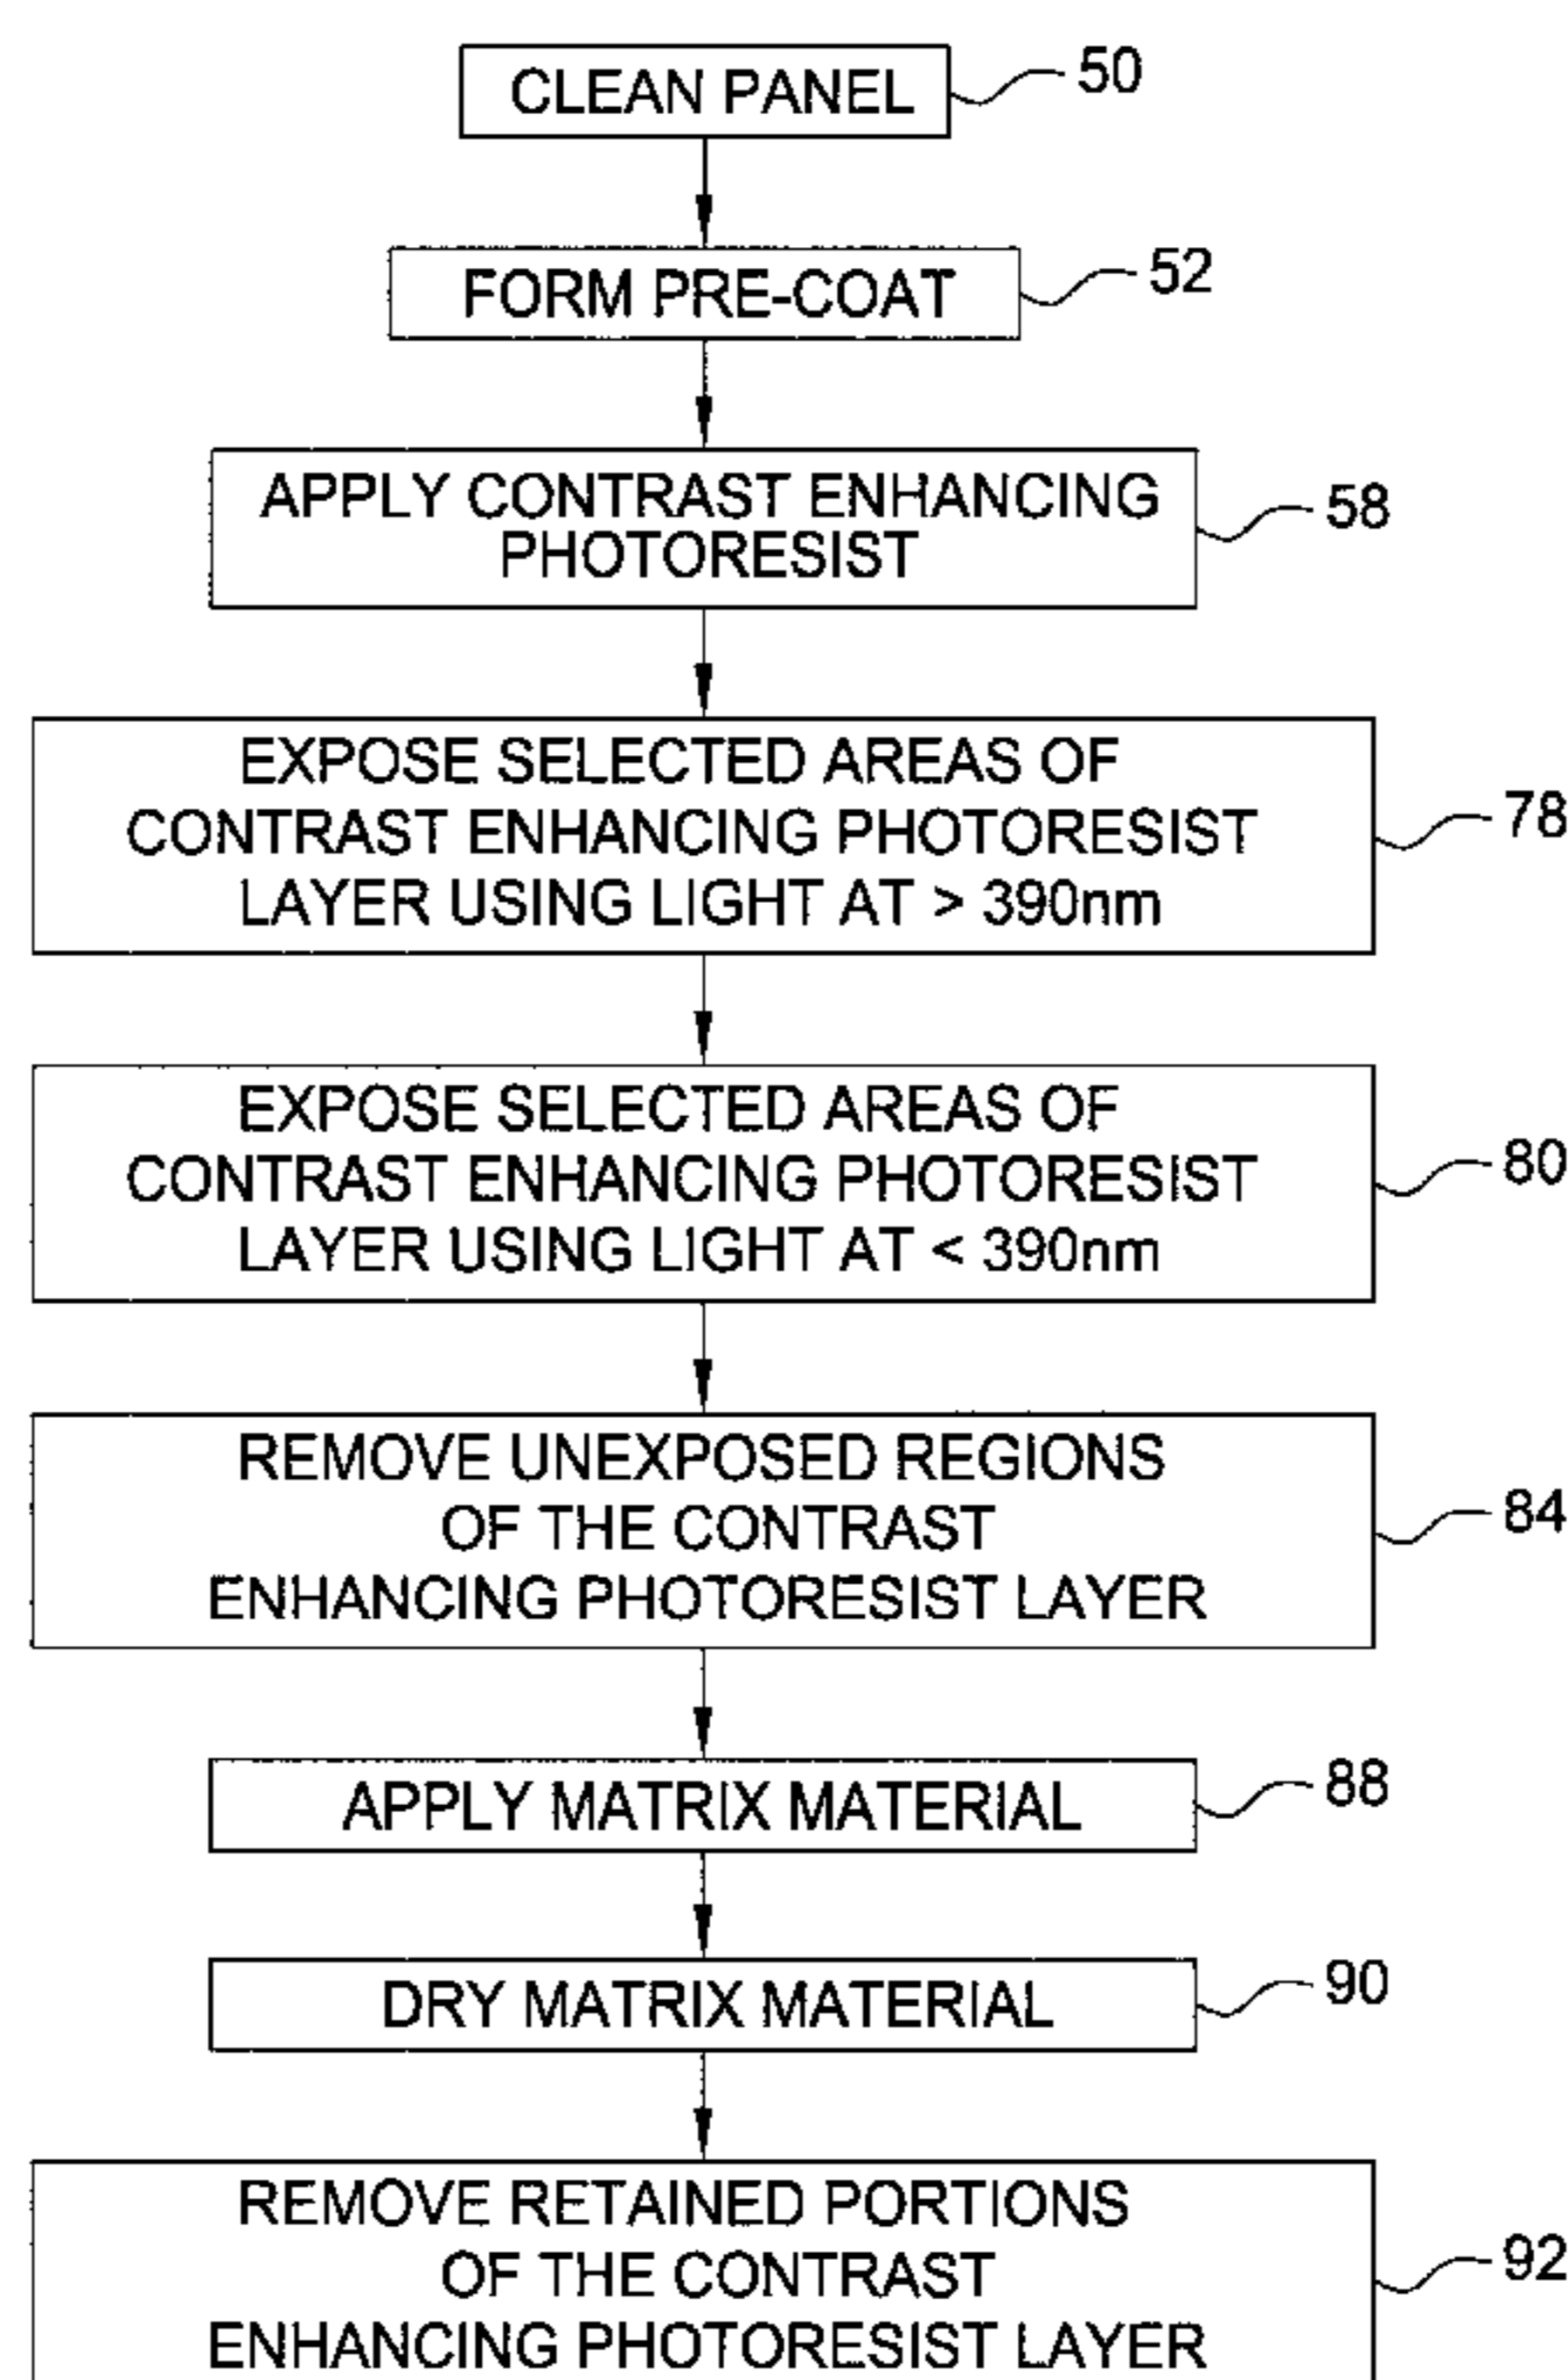 CLEAN PANEL
50
FORM PRE-COAT
52
APPLY CONTRAST ENHANCING
PHOTORESIST
58
EXPOSE SELECTED AREAS OF
CONTRAST ENHANCING PHOTORESIST
LAYER USING LIGHT AT > 390nm
78
EXPOSE SELECTED AREAS OF
CONTRAST ENHANCING PHOTORESIST
LAYER USING LIGHT AT < 390nm
80
REMOVE UNEXPOSED REGIONS
OF THE CONTRAST
ENHANCING PHOTORESIST LAYER
84
APPLY MATRIX MATERIAL
88
DRY MATRIX MATERIAL
90
REMOVE RETAINED PORTIONS
OF THE CONTRAST
ENHANCING PHOTORESIST LAYER
92